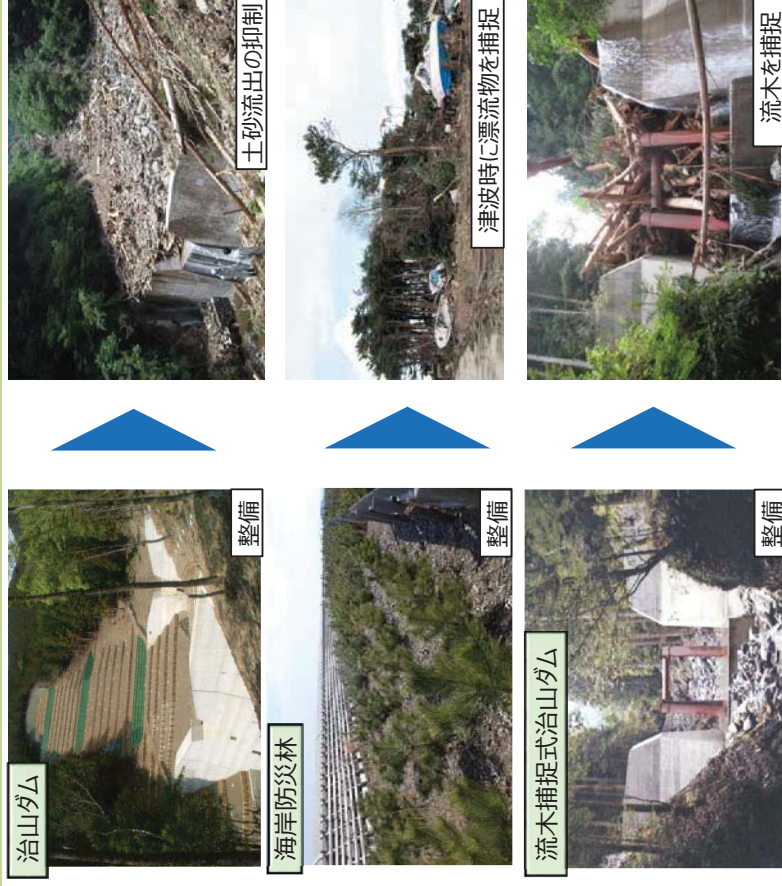 治山ダム
整備
土砂流出の抑制
海岸防災林
整備
津波時に漂流物を捕捉
流木捕捉式治山ダム
整備
流木を捕捉